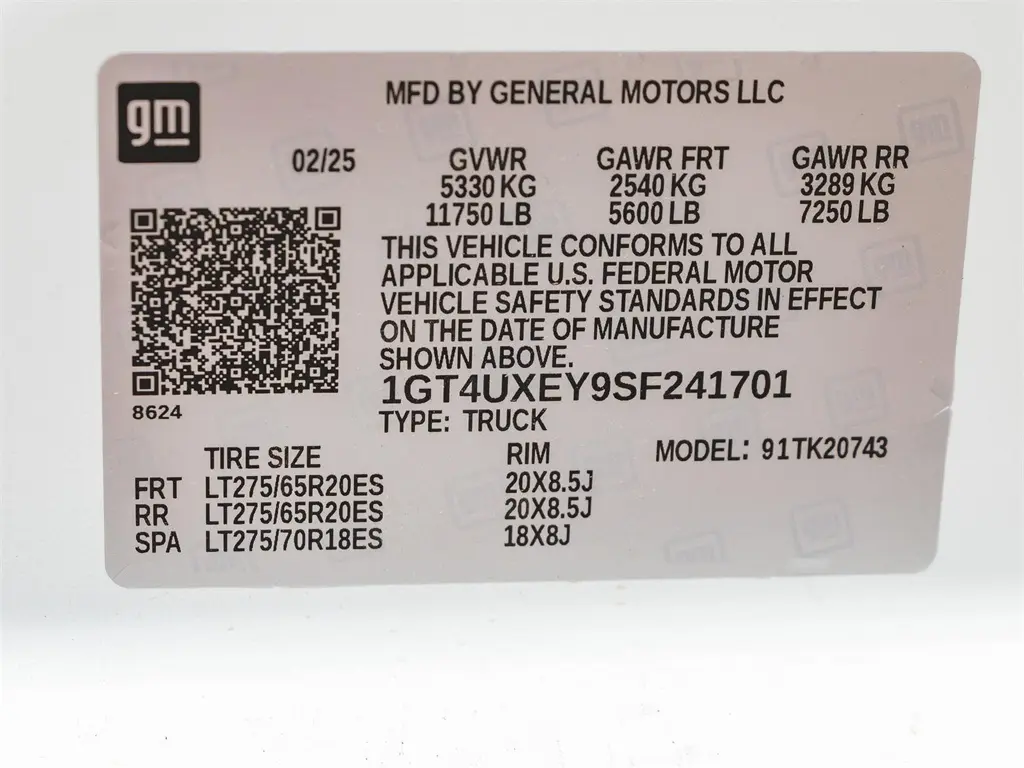 gm
MFD BY GENERAL MOTORS LLC
02/25 GVWR GAWR FRT GAWR RR
5330 KG 2540 KG 3289 KG
11750 LB 5600 LB 7250 LB
THIS VEHICLE CONFORMS TO ALL
APPLICABLE U.S. FEDERAL MOTOR
VEHICLE SAFETY STANDARDS IN EFFECT
ON THE DATE OF MANUFACTURE
SHOWN ABOVE.
1GT4UXEY9SF241701
8624
TYPE: TRUCK
TIRE SIZE RIM MODEL: 91TK20743
FRT LT275/65R20ES 20X8.5J
RR LT275/65R20ES 20X8.5J
SPA LT275/70R18ES 18X8J